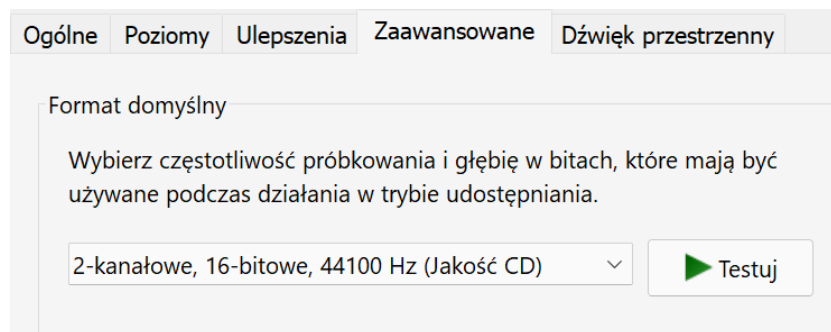 Ogólne Poziomy Ulepszenia Zaawansowane Dźwięk przestrzenny
Format domyślny
Wybierz częstotliwość próbkowania i głębię w bitach, które mają być
używane podczas działania w trybie udostępniania.
2-kanałowe, 16-bitowe, 44100 Hz (Jakość CD) Testuj